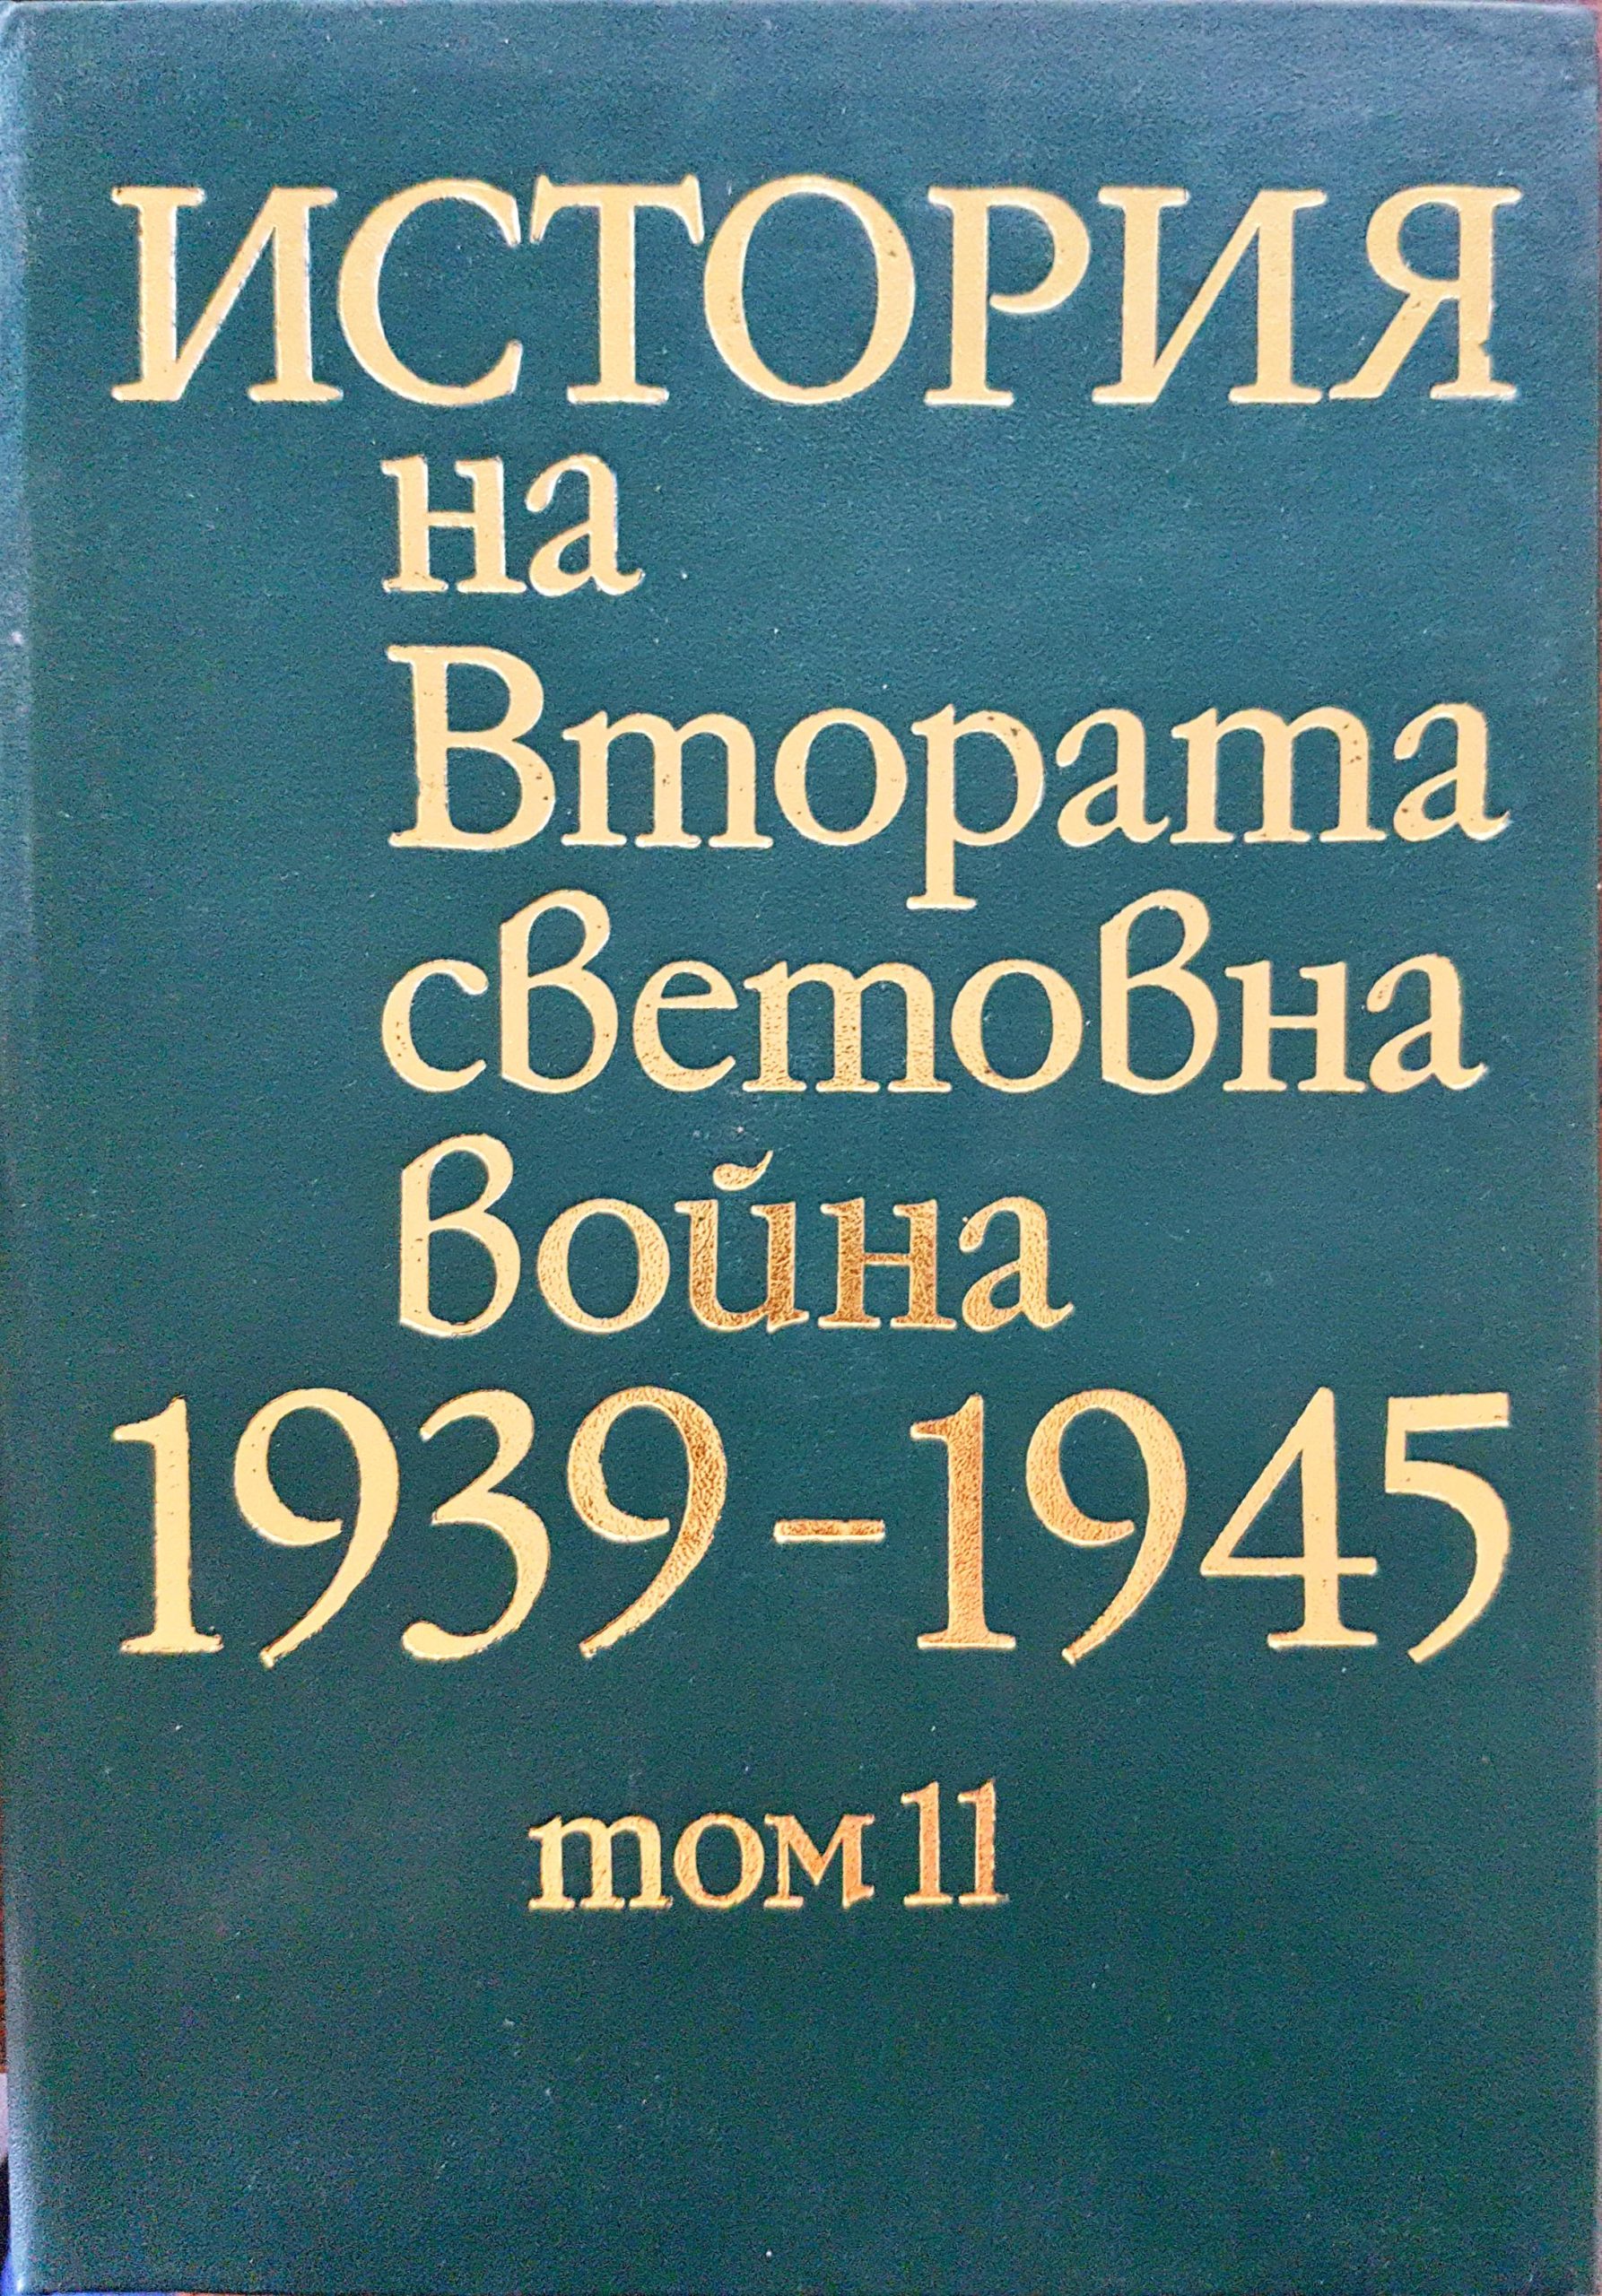 ИСТОРИЯ
на
Втората
световна
война
1939–1945
том 11